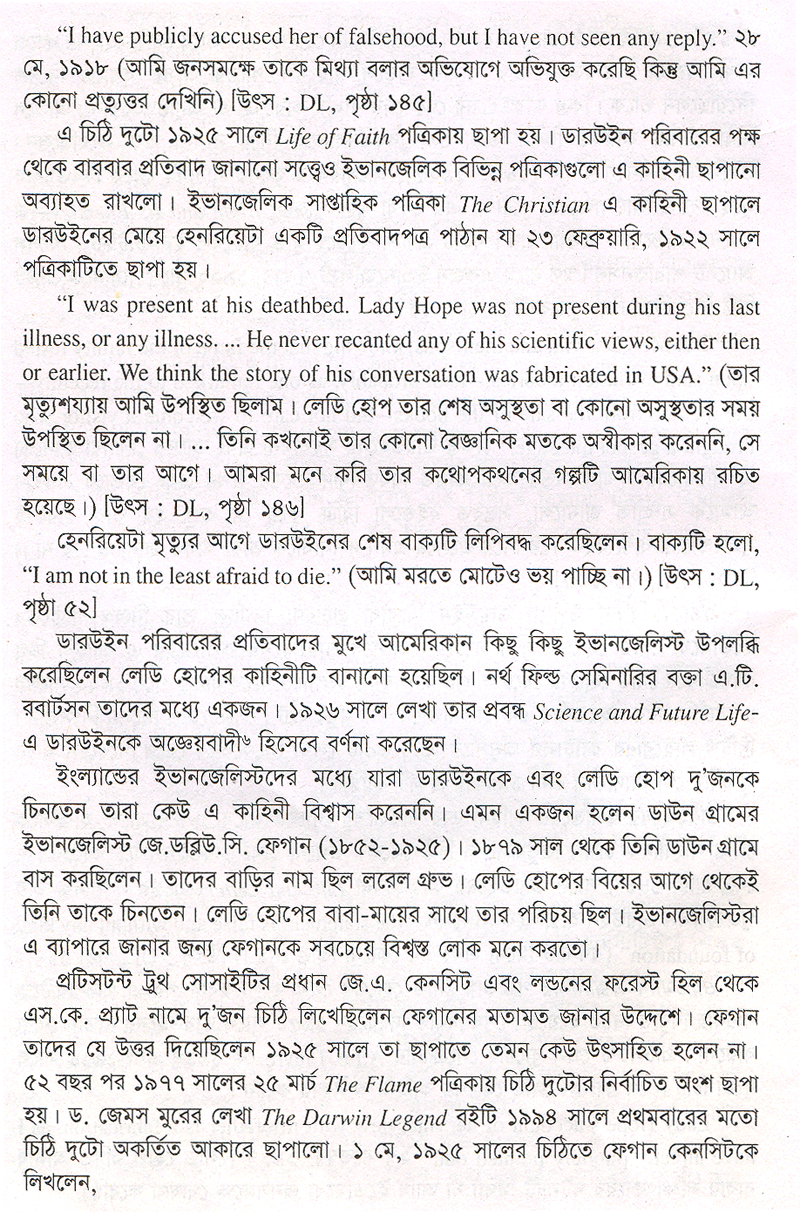 “I have publicly accused her of falsehood, but I have not seen any reply.” ২৮
মে, ১৯১৮ (আমি জনসমক্ষে তাকে মিথ্যা বলার অভিযোগে অভিযুক্ত করেছি কিন্তু আমি এর
কোনো প্রত্যুত্তর দেখিনি) [উৎস : DL, পৃষ্ঠা ১৪৫]
এ চিঠি দুটো ১৯২৫ সালে Life of Faith পত্রিকায় ছাপা হয়। ডারউইন পরিবারের পক্ষ
থেকে বারবার প্রতিবাদ জানানো সত্ত্বেও ইভানজেলিক বিভিন্ন পত্রিকাগুলো এ কাহিনী ছাপানো
অব্যাহত রাখলো। ইভানজেলিক সাপ্তাহিক পত্রিকা The Christian এ কাহিনী ছাপালে
ডারউইনের মেয়ে হেনরিয়েটা একটি প্রতিবাদপত্র পাঠান যা ২৩ ফেব্রুয়ারি, ১৯২২ সালে
পত্রিকাটিতে ছাপা হয়।
“I was present at his deathbed. Lady Hope was not present during his last
illness, or any illness. ... He never recanted any of his scientific views, either then
or earlier. We think the story of his conversation was fabricated in USA.” (তার
মৃত্যুশয্যায় আমি উপস্থিত ছিলাম। লেডি হোপ তার শেষ অসুস্থতা বা কোনো অসুস্থতার সময়
উপস্থিত ছিলেন না। ... তিনি কখনোই তার কোনো বৈজ্ঞানিক মতকে অস্বীকার করেননি, সে
সময়ে বা তার আগে। আমরা মনে করি তার কথোপকথনের গল্পটি আমেরিকায় রচিত
হয়েছে।) [উৎস : DL, পৃষ্ঠা ১৪৬]
হেনরিয়েটা মৃত্যুর আগে ডারউইনের শেষ বাক্যটি লিপিবদ্ধ করেছিলেন। বাক্যটি হলো,
“I am not in the least afraid to die.” (আমি মরতে মোটেও ভয় পাচ্ছি না।) [উৎস : DL,
পৃষ্ঠা ৫২]
ডারউইন পরিবারের প্রতিবাদের মুখে আমেরিকান কিছু কিছু ইভানজেলিস্ট উপলব্ধি
করেছিলেন লেডি হোপের কাহিনীটি বানানো হয়েছিল। নর্থ ফিল্ড সেমিনারির বক্তা এ.টি.
রবার্টসন তাদের মধ্যে একজন। ১৯২৬ সালে লেখা তার প্রবন্ধ Science and Future Life-
এ ডারউইনকে অজ্ঞেয়বাদী৬ হিসেবে বর্ণনা করেছেন।
ইংল্যান্ডের ইভানজেলিস্টদের মধ্যে যারা ডারউইনকে এবং লেডি হোপ দু’জনকে
চিনতেন তারা কেউ এ কাহিনী বিশ্বাস করেননি। এমন একজন হলেন ডাউন গ্রামের
ইভানজেলিস্ট জে.ডব্লিউ.সি. ফেগান (১৮৫২-১৯২৫)। ১৮৭৯ সাল থেকে তিনি ডাউন গ্রামে
বাস করছিলেন। তাদের বাড়ির নাম ছিল লরেল গ্রুভ। লেডি হোপের বিয়ের আগে থেকেই
তিনি তাকে চিনতেন। লেডি হোপের বাবা-মায়ের সাথে তার পরিচয় ছিল। ইভানজেলিস্টরা
এ ব্যাপারে জানার জন্য ফেগানকে সবচেয়ে বিশ্বস্ত লোক মনে করতো।
প্রটিসটন্ট ট্রুথ সোসাইটির প্রধান জে.এ. কেনসিট এবং লন্ডনের ফরেস্ট হিল থেকে
এস.কে. প্র্যাট নামে দু’জন চিঠি লিখেছিলেন ফেগানের মতামত জানার উদ্দেশে। ফেগান
তাদের যে উত্তর দিয়েছিলেন ১৯২৫ সালে তা ছাপাতে তেমন কেউ উৎসাহিত হলেন না।
৫২ বছর পর ১৯৭৭ সালের ২৫ মার্চ The Flame পত্রিকায় চিঠি দুটোর নির্বাচিত অংশ ছাপা
হয়। ড. জেমস মুরের লেখা The Darwin Legend বইটি ১৯৯৪ সালে প্রথমবারের মতো
চিঠি দুটো অকর্তিত আকারে ছাপালো। ১ মে, ১৯২৫ সালের চিঠিতে ফেগান কেনসিটকে
লিখলেন,